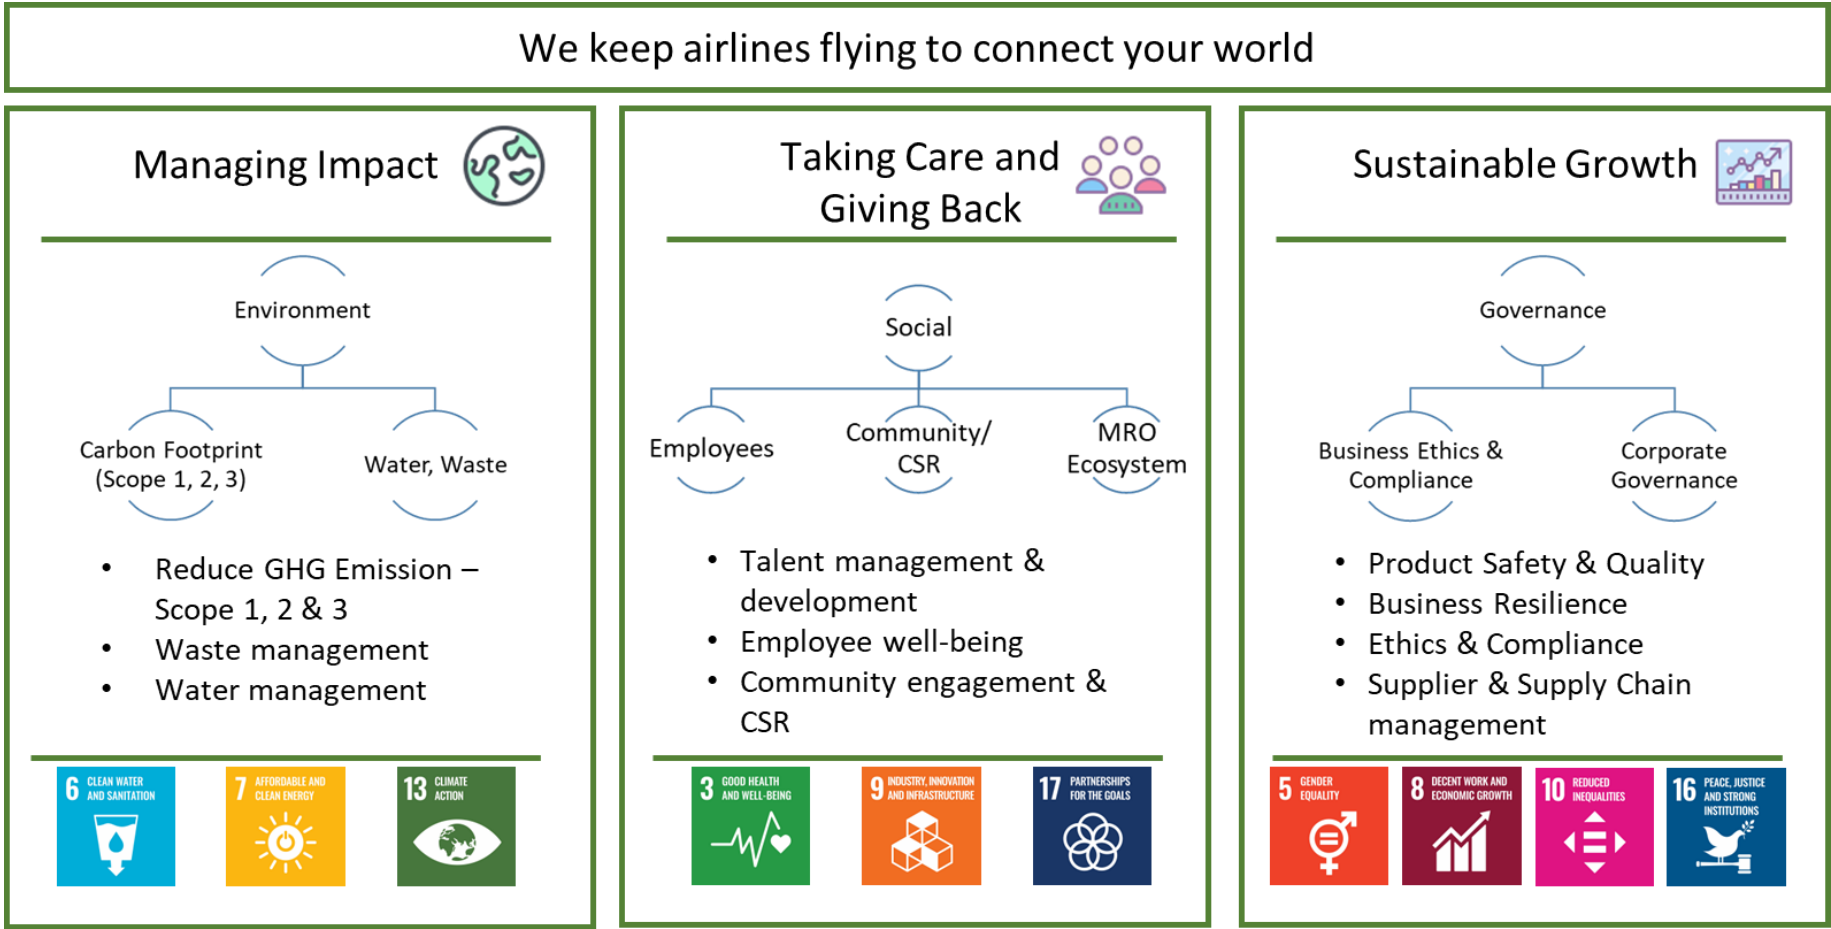 We keep airlines flying to connect your world
Managing Impact
Environment
Carbon Footprint
(Scope 1, 2, 3)
Water, Waste
• Reduce GHG Emission –
Scope 1, 2 & 3
• Waste management
• Water management
6 CLEAN WATER
AND SANITATION
7 AFFORDABLE AND
CLEAN ENERGY
13 CLIMATE
ACTION
Taking Care and
Giving Back
Social
Employees
Community/
CSR
MRO
Ecosystem
• Talent management &
development
• Employee well-being
• Community engagement &
CSR
3 GOOD HEALTH
AND WELL-BEING
9 INDUSTRY, INNOVATION
AND INFRASTRUCTURE
17 PARTNERSHIPS
FOR THE GOALS
Sustainable Growth
Governance
Business Ethics &
Compliance
Corporate
Governance
• Product Safety & Quality
• Business Resilience
• Ethics & Compliance
• Supplier & Supply Chain
management
5 GENDER
EQUALITY
8 DECENT WORK AND
ECONOMIC GROWTH
10 REDUCED
INEQUALITIES
16 PEACE, JUSTICE
AND STRONG
INSTITUTIONS